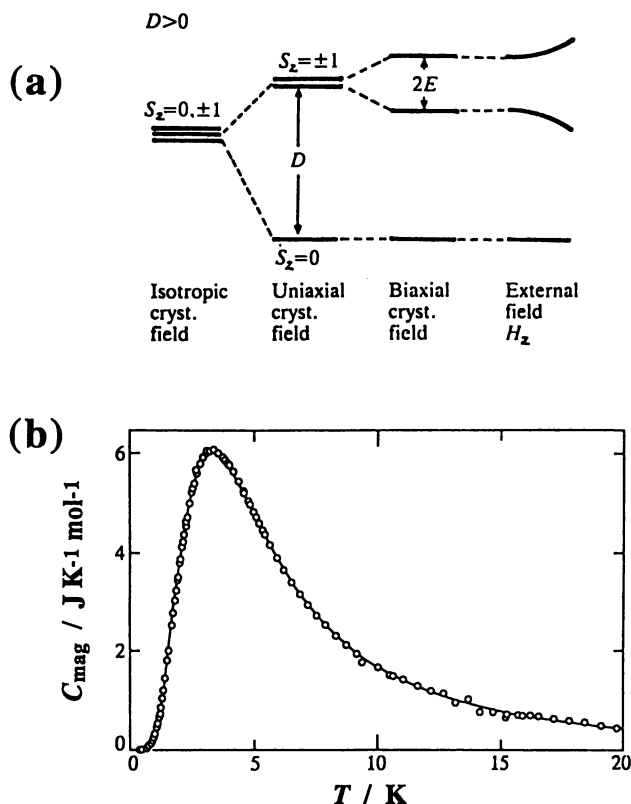 D>0
(a)
S_z=±1
S_z=0,±1
2E
D
S_z=0
Isotropic cryst. field
Uniaxial cryst. field
Biaxial cryst. field
External field H_z
(b)
6
4
2
0
0 5 10 15 20
C_mag / J K-1 mol-1
T / K